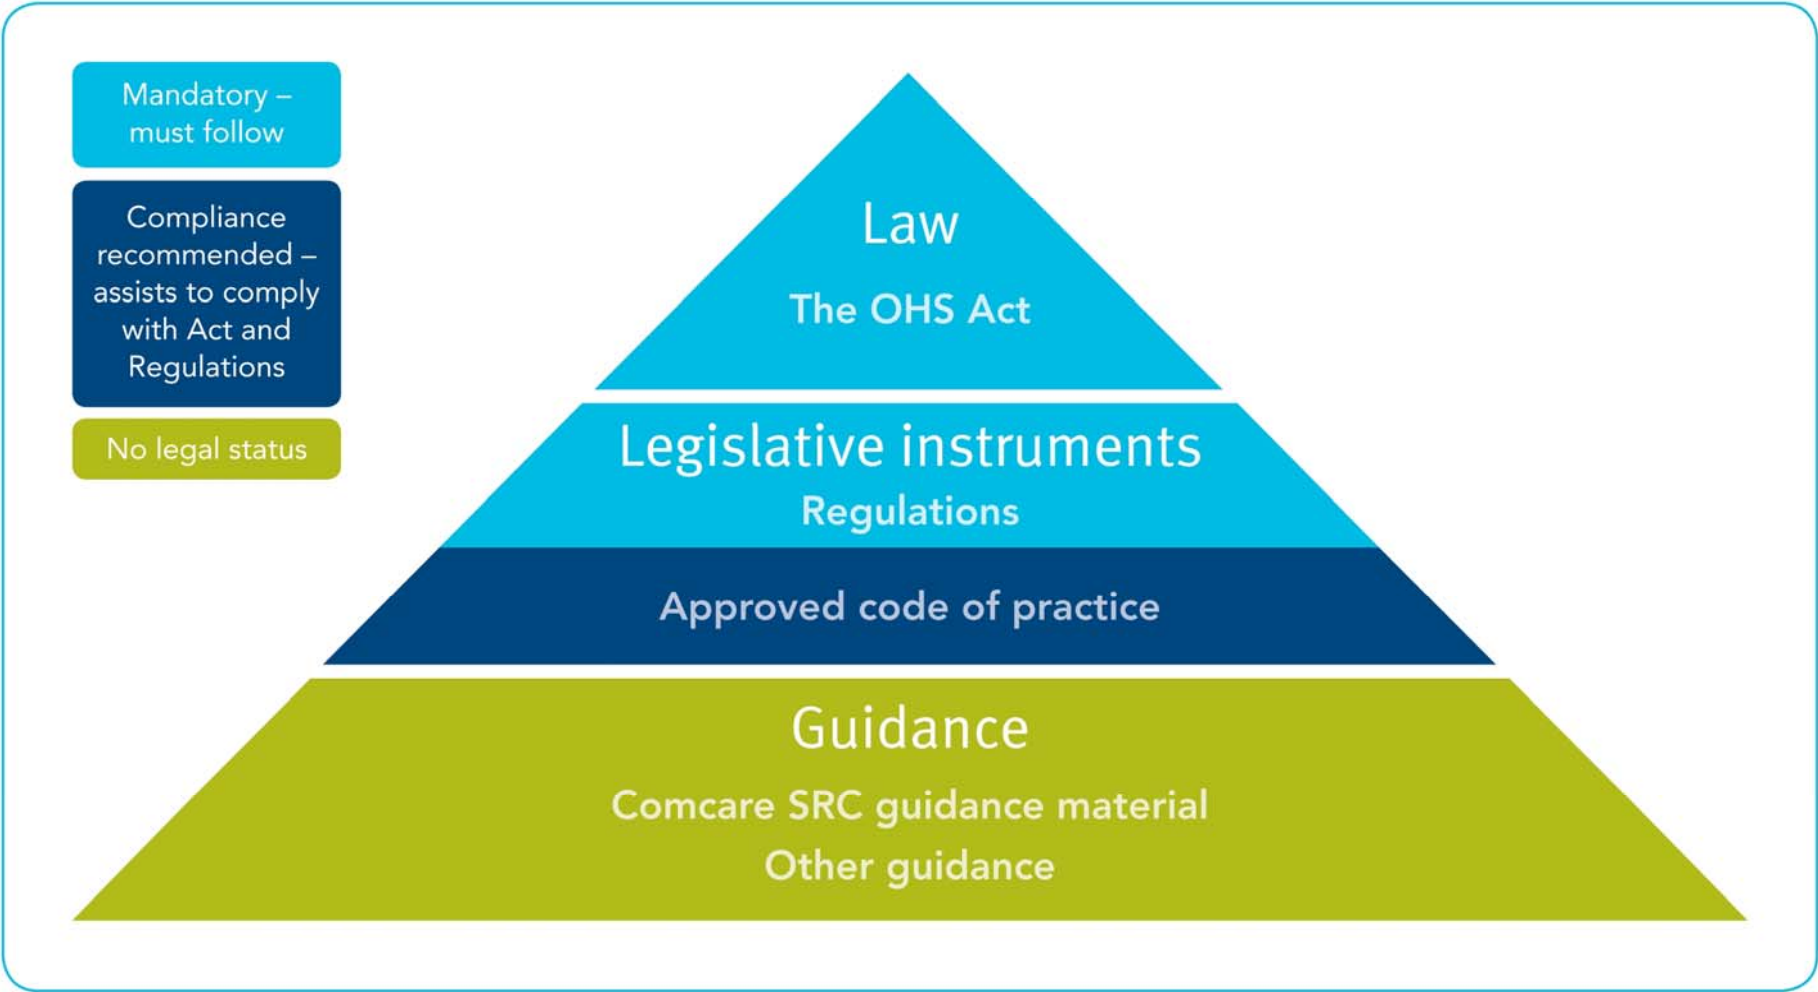 Mandatory –
must follow
Compliance
recommended –
assists to comply
with Act and
Regulations
No legal status
Law
The OHS Act
Legislative instruments
Regulations
Approved code of practice
Guidance
Comcare SRC guidance material
Other guidance